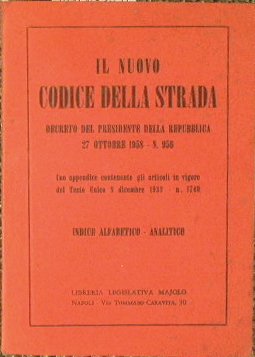 IL NUOVO
CODICE DELLA STRADA
DECRETO DEL PRESIDENTE DELLA REPUBBLICA
27 OTTOBRE 1958 - N. 956
Con appendice contenente gli articoli in vigore
del Testo Unico 8 dicembre 1933 - n. 1740
INDICE ALFABETICO - ANALITICO
LIBRERIA LEGISLATIVA MAJOLO
NAPOLI - VIA TOMMASO CARAVITA, 30